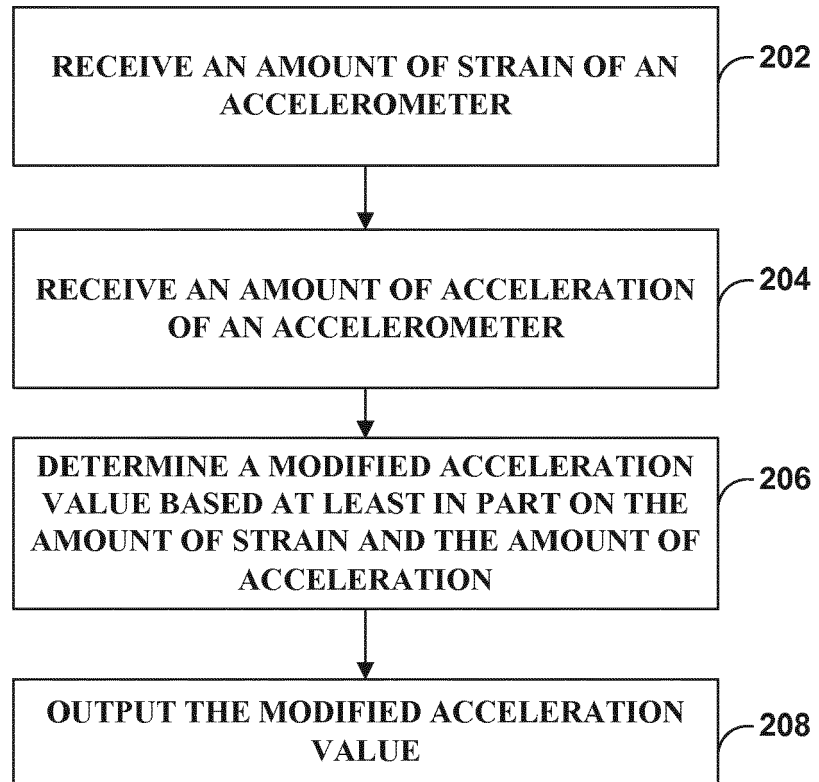 RECEIVE AN AMOUNT OF STRAIN OF AN
ACCELEROMETER
202
RECEIVE AN AMOUNT OF ACCELERATION
OF AN ACCELEROMETER
204
DETERMINE A MODIFIED ACCELERATION
VALUE BASED AT LEAST IN PART ON THE
AMOUNT OF STRAIN AND THE AMOUNT OF
ACCELERATION
206
OUTPUT THE MODIFIED ACCELERATION
VALUE
208